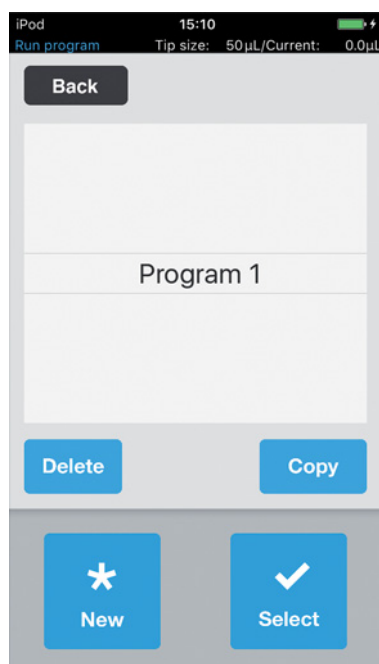 iPod 15:10
Run program Tip size: 50µL/Current: 0.0µL
Back
Program 1
Delete Copy
New Select